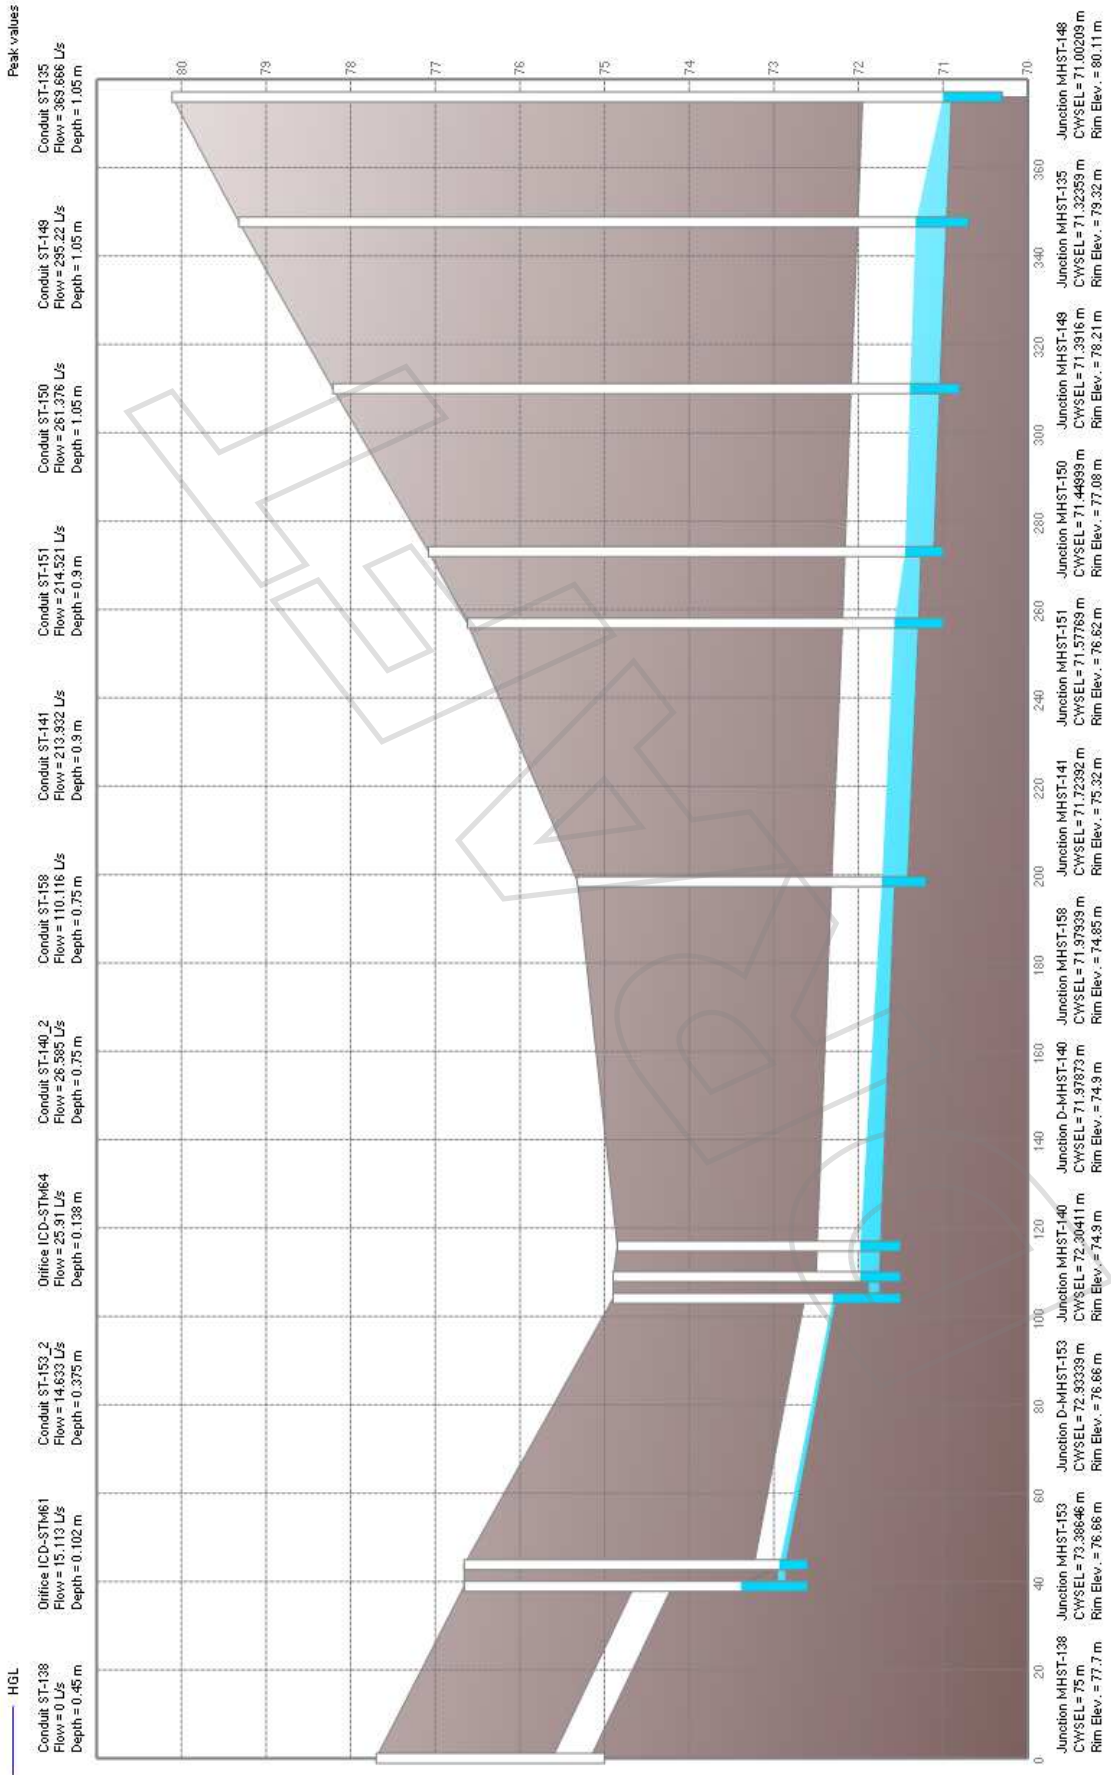 HGL
Peak values
Conduit ST-138
Flow = 0 L/s
Depth = 0.45 m
Orifice ICD-STM61
Flow = 15.113 L/s
Depth = 0.102 m
Conduit ST-153_2
Flow = 14.633 L/s
Depth = 0.375 m
Orifice ICD-STM64
Flow = 25.91 L/s
Depth = 0.138 m
Conduit ST-140_2
Flow = 26.585 L/s
Depth = 0.75 m
Conduit ST-158
Flow = 110.116 L/s
Depth = 0.75 m
Conduit ST-141
Flow = 213.932 L/s
Depth = 0.9 m
Conduit ST-151
Flow = 214.521 L/s
Depth = 0.9 m
Conduit ST-150
Flow = 261.376 L/s
Depth = 1.05 m
Conduit ST-149
Flow = 295.22 L/s
Depth = 1.05 m
Conduit ST-135
Flow = 369.666 L/s
Depth = 1.05 m
80
79
78
77
76
75
74
73
72
71
70
0 20 40 60 80 100 120 140 160 180 200 220 240 260 280 300 320 340 360
Junction MHST-138
CWSEL = 75 m
Rim Elev. = 77.7 m
Junction MHST-153
CWSEL = 73.38646 m
Rim Elev. = 76.66 m
Junction D-MHST-153
CWSEL = 72.93339 m
Rim Elev. = 76.66 m
Junction MHST-140
CWSEL = 72.30411 m
Rim Elev. = 74.9 m
Junction D-MHST-140
CWSEL = 71.97873 m
Rim Elev. = 74.9 m
Junction MHST-158
CWSEL = 71.97939 m
Rim Elev. = 74.85 m
Junction MHST-141
CWSEL = 71.72392 m
Rim Elev. = 75.32 m
Junction MHST-151
CWSEL = 71.57769 m
Rim Elev. = 76.62 m
Junction MHST-150
CWSEL = 71.44999 m
Rim Elev. = 77.08 m
Junction MHST-149
CWSEL = 71.3916 m
Rim Elev. = 78.21 m
Junction MHST-135
CWSEL = 71.32359 m
Rim Elev. = 79.32 m
Junction MHST-148
CWSEL = 71.00209 m
Rim Elev. = 80.11 m
DRAFT